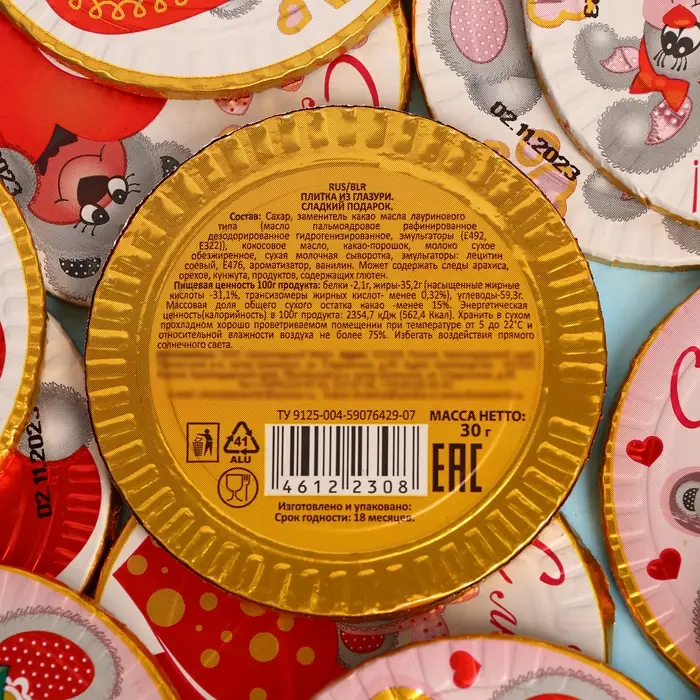 02.11.2023
RUS/BLR
ПЛИТКА ИЗ ГЛАЗУРИ.
СЛАДКИЙ ПОДАРОК.
Состав: Сахар, заменитель какао масла лауринового
типа (масло пальмоядровое рафинированное
дезодорированное гидрогенизированное, эмульгаторы (Е492,
Е322)), кокосовое масло, какао-порошок, молоко сухое
обезжиренное, сухая молочная сыворотка, эмульгаторы: лецитин
соевый, Е476, ароматизатор, ванилин. Может содержать следы арахиса,
орехов, кунжута, продуктов, содержащих глютен.
Пищевая ценность 100г продукта: белки -2,1г, жиры-35,2г (насыщенные жирные
кислоты -31,1%, трансизомеры жирных кислот- менее 0,32%), углеводы-59,3г.
Массовая доля общего сухого остатка какао -менее 15%. Энергетическая
ценность(калорийность) в 100г продукта: 2354,7 кДж (562,4 Ккал). Хранить в сухом
прохладном хорошо проветриваемом помещении при температуре от 5 до 22°С и
относительной влажности воздуха не более 75%. Избегать воздействия прямого
солнечного света.
ТУ 9125-004-59076429-07
МАССА НЕТТО:
30 г
41
ALU
4612 2308
EAC
Изготовлено и упаковано:
Срок годности: 18 месяцев.
02.11.2023